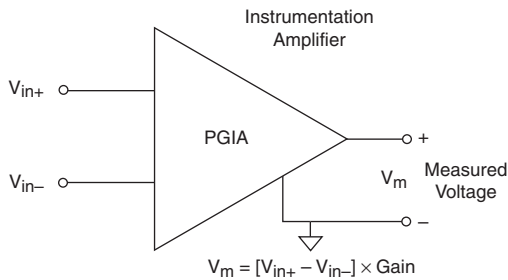 Instrumentation
Amplifier
Vin+
PGIA
+
Vm
Measured
Voltage
Vin–
–
Vm = [Vin+ – Vin–] × Gain